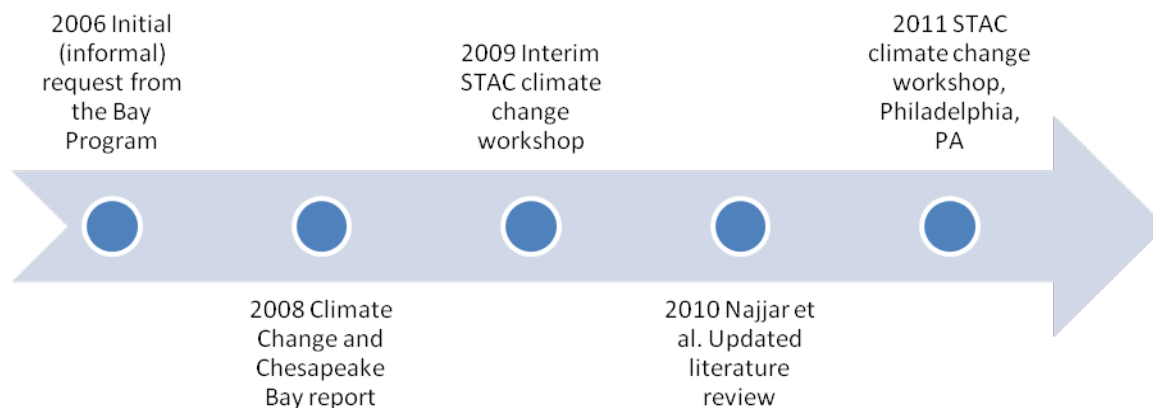 2006 Initial
(informal)
request from
the Bay
Program
2008 Climate
Change and
Chesapeake
Bay report
2009 Interim
STAC climate
change
workshop
2010 Najjar et
al. Updated
literature
review
2011 STAC
climate change
workshop,
Philadelphia,
PA